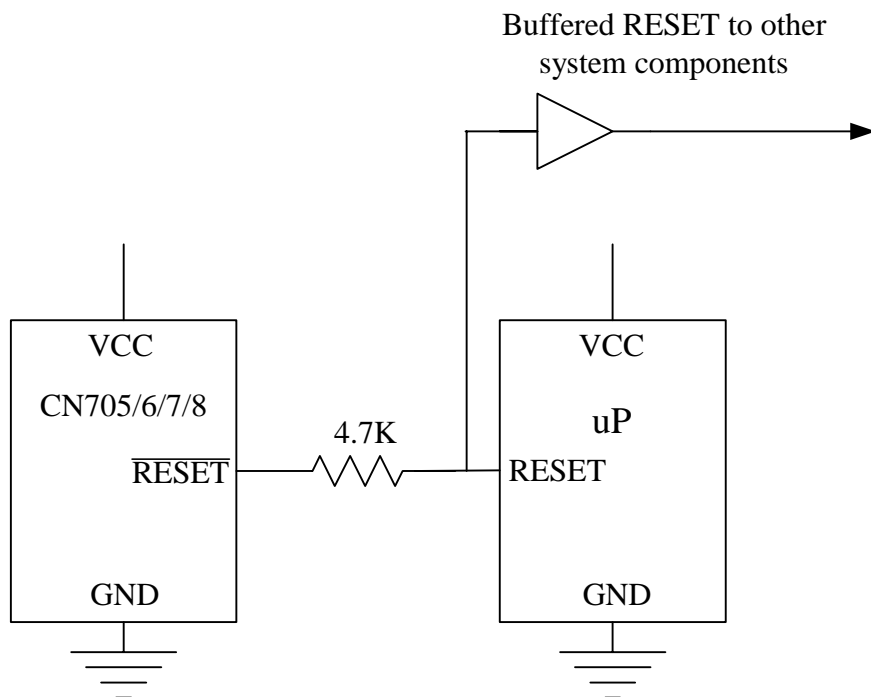 Buffered RESET to other
system components
VCC
CN705/6/7/8
RESET
GND
4.7K
VCC
uP
RESET
GND